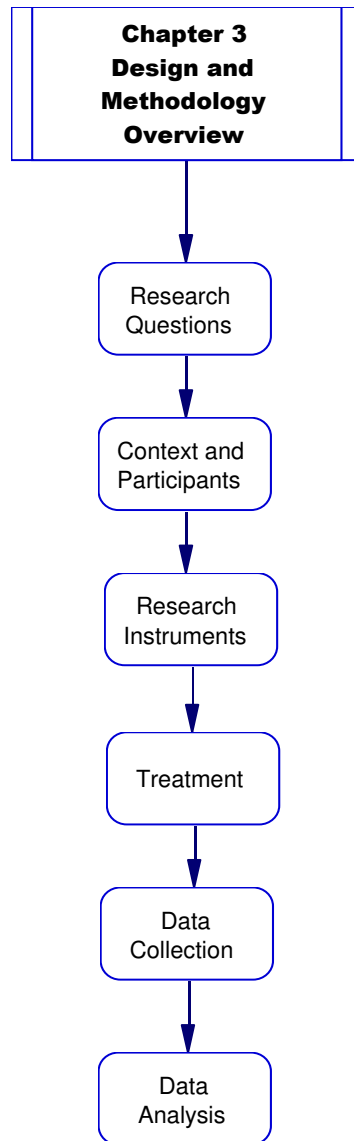 Chapter 3
Design and
Methodology
Overview
Research
Questions
Context and
Participants
Research
Instruments
Treatment
Data
Collection
Data
Analysis